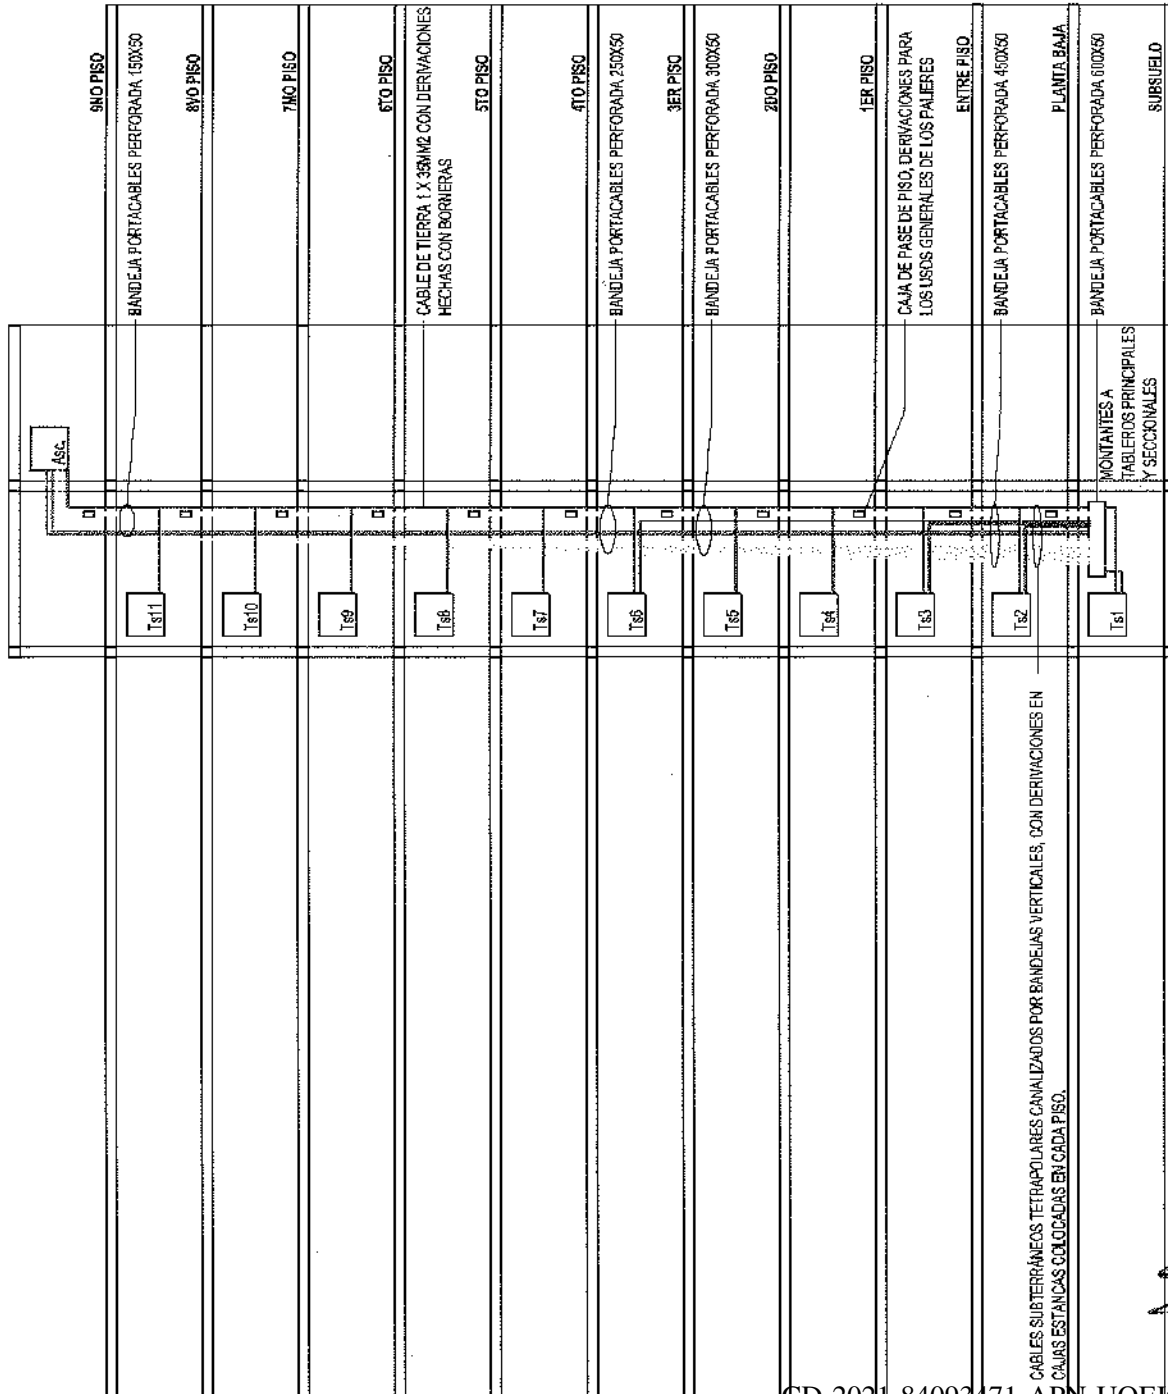 9NO PISO
BANDEJA PORTACABLES PERFORADA 150X50
8VO PISO
7MO PISO
6TO PISO
CABLE DE TIERRA 1 X 35MM2 CON DERIVACIONES
HECHAS CON BORNERAS
5TO PISO
4TO PISO
BANDEJA PORTACABLES PERFORADA 250X50
3ER PISO
BANDEJA PORTACABLES PERFORADA 300X50
2DO PISO
1ER PISO
CAJA DE PASE DE PISO, DERIVACIONES PARA
LOS USOS GENERALES DE LOS PALIERES
ENTRE PISO
BANDEJA PORTACABLES PERFORADA 450X50
PLANTA BAJA
BANDEJA PORTACABLES PERFORADA 600X50
SUBSUELO
MONTANTES A
TABLEROS PRINCIPALES
Y SECCIONALES
Asc.
Ts11
Ts10
Ts9
Ts8
Ts7
Ts6
Ts5
Ts4
Ts3
Ts2
Ts1
CABLES SUBTERRÁNEOS TETRAPOLARES CANALIZADOS POR BANDEJAS VERTICALES, CON DERIVACIONES EN
CAJAS ESTANCAS COLOCADAS EN CADA PISO.